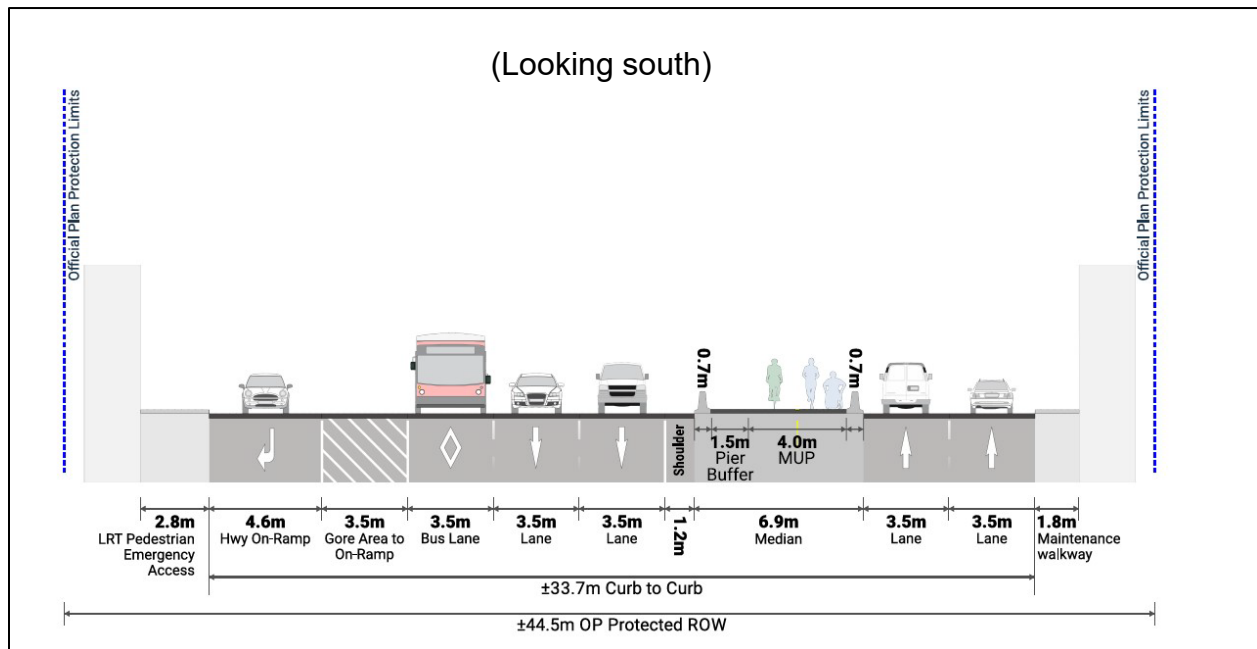 (Looking south)
Official Plan Protection Limits
Official Plan Protection Limits
0.7m
0.7m
Shoulder
1.5m
Pier
Buffer
4.0m
MUP
2.8m
LRT Pedestrian
Emergency
Access
4.6m
Hwy On-Ramp
3.5m
Gore Area to
On-Ramp
3.5m
Bus Lane
3.5m
Lane
3.5m
Lane
1.2m
6.9m
Median
3.5m
Lane
3.5m
Lane
1.8m
Maintenance
walkway
±33.7m Curb to Curb
±44.5m OP Protected ROW